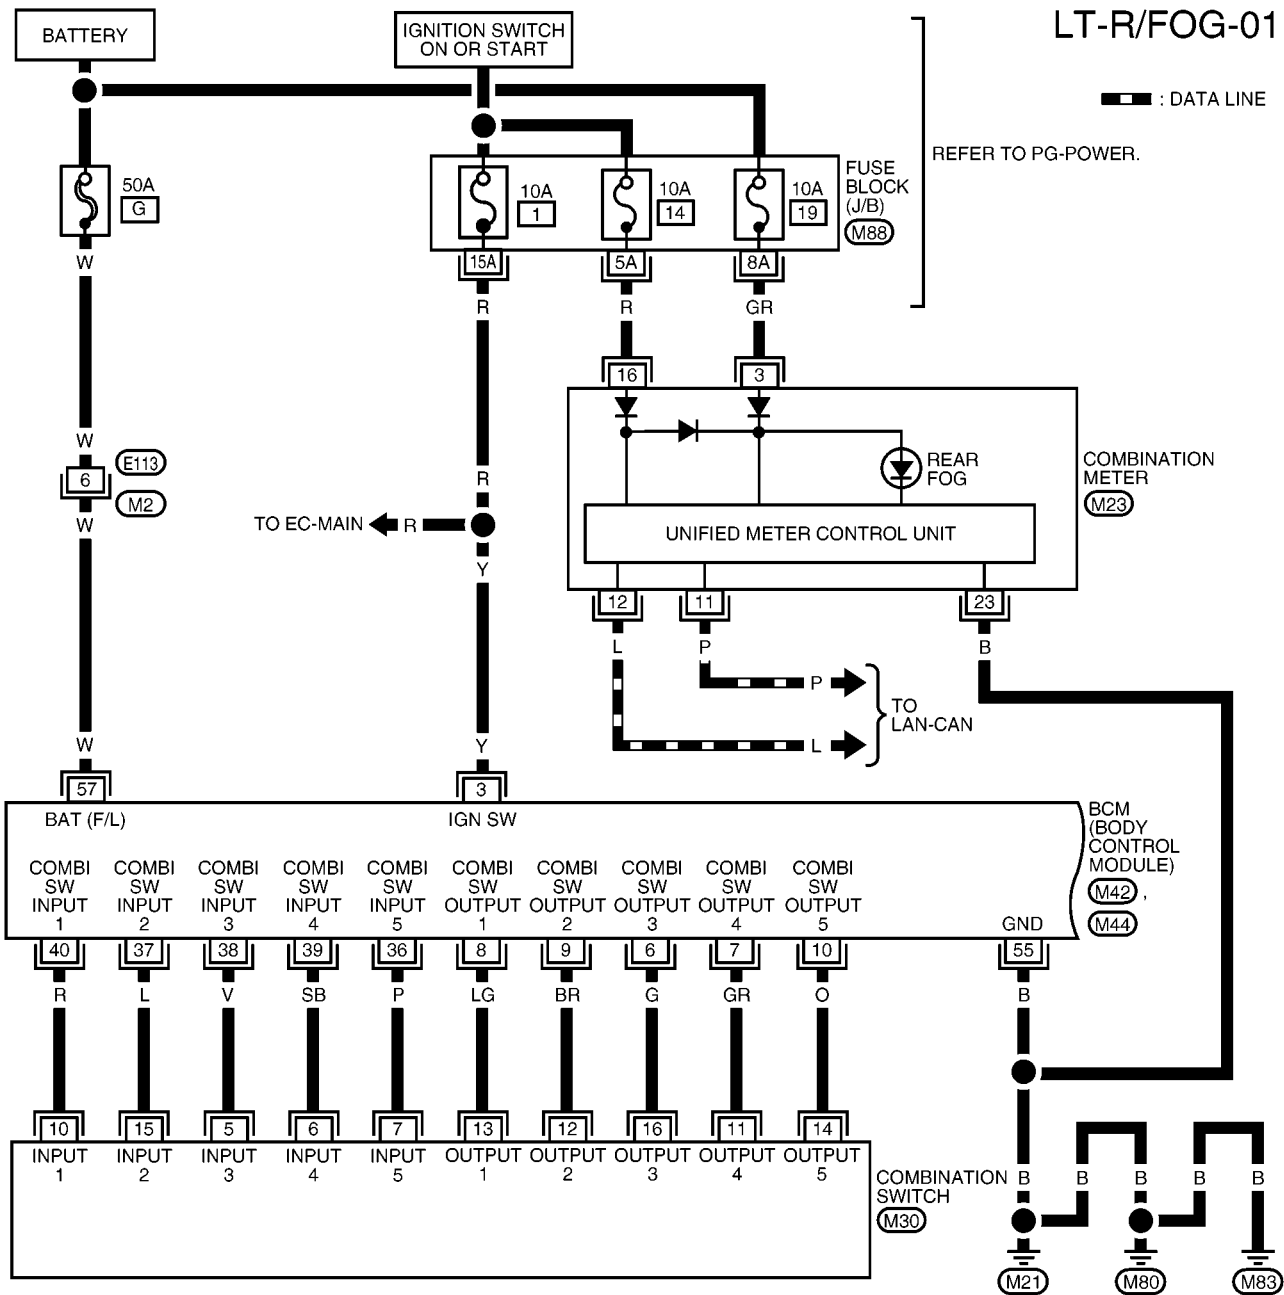 LT-R/FOG-01
BATTERY
IGNITION SWITCH
ON OR START
: DATA LINE
REFER TO PG-POWER.
50A
G
10A
1
10A
14
10A
19
FUSE
BLOCK
(J/B)
M88
15A
5A
8A
W
R
R
GR
16
3
W
6
E113
M2
W
R
TO EC-MAIN
R
Y
REAR
FOG
COMBINATION
METER
M23
UNIFIED METER CONTROL UNIT
12
11
23
L
P
B
P
L
TO
LAN-CAN
W
Y
57
3
BAT (F/L)
IGN SW
BCM
(BODY
CONTROL
MODULE)
M42 ,
M44
COMBI
SW
INPUT
1
COMBI
SW
INPUT
2
COMBI
SW
INPUT
3
COMBI
SW
INPUT
4
COMBI
SW
INPUT
5
COMBI
SW
OUTPUT
1
COMBI
SW
OUTPUT
2
COMBI
SW
OUTPUT
3
COMBI
SW
OUTPUT
4
COMBI
SW
OUTPUT
5
GND
40
37
38
39
36
8
9
6
7
10
55
R
L
V
SB
P
LG
BR
G
GR
O
B
10
15
5
6
7
13
12
16
11
14
INPUT
1
INPUT
2
INPUT
3
INPUT
4
INPUT
5
OUTPUT
1
OUTPUT
2
OUTPUT
3
OUTPUT
4
OUTPUT
5
COMBINATION
SWITCH
M30
B
B
B
B
B
M21
M80
M83